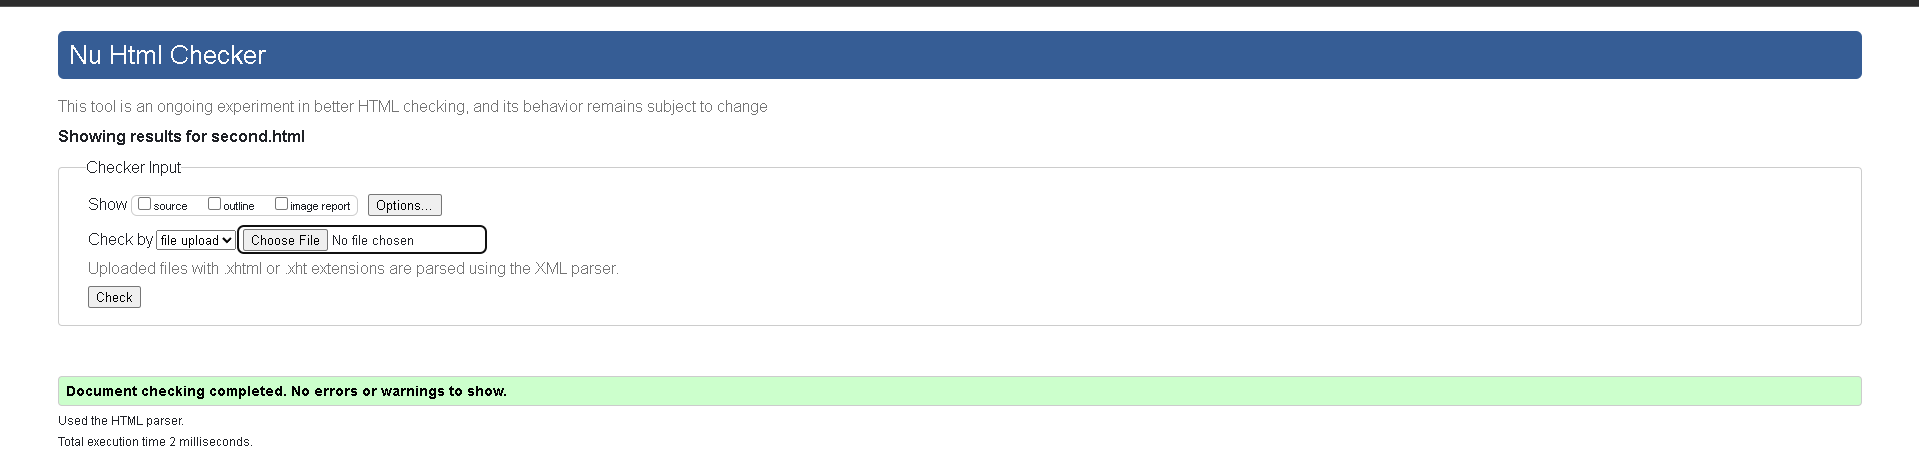 Nu Html Checker
This tool is an ongoing experiment in better HTML checking, and its behavior remains subject to change
Showing results for second.html
Checker Input
Show source outline image report Options...
Check by file upload Choose File No file chosen
Uploaded files with .xhtml or .xht extensions are parsed using the XML parser.
Check
Document checking completed. No errors or warnings to show.
Used the HTML parser.
Total execution time 2 milliseconds.